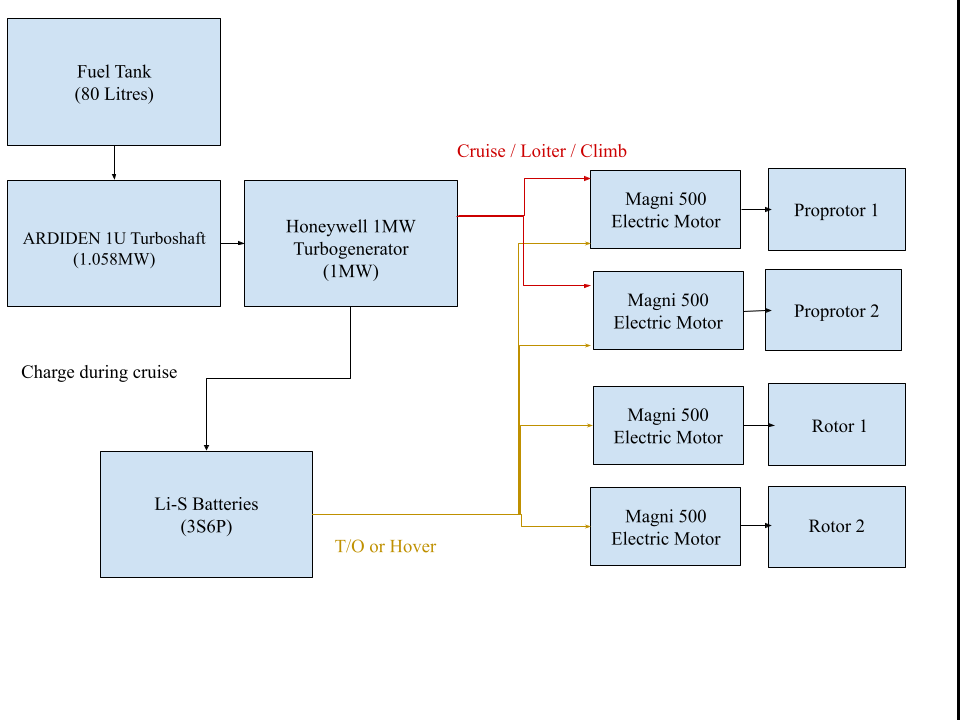 Fuel Tank
(80 Litres)
Cruise / Loiter / Climb
ARDIDEN 1U Turboshaft
(1.058MW)
Honeywell 1MW
Turbogenerator
(1MW)
Magni 500
Electric Motor
Proprotor 1
Magni 500
Electric Motor
Proprotor 2
Charge during cruise
Magni 500
Electric Motor
Rotor 1
Li-S Batteries
(3S6P)
T/O or Hover
Magni 500
Electric Motor
Rotor 2